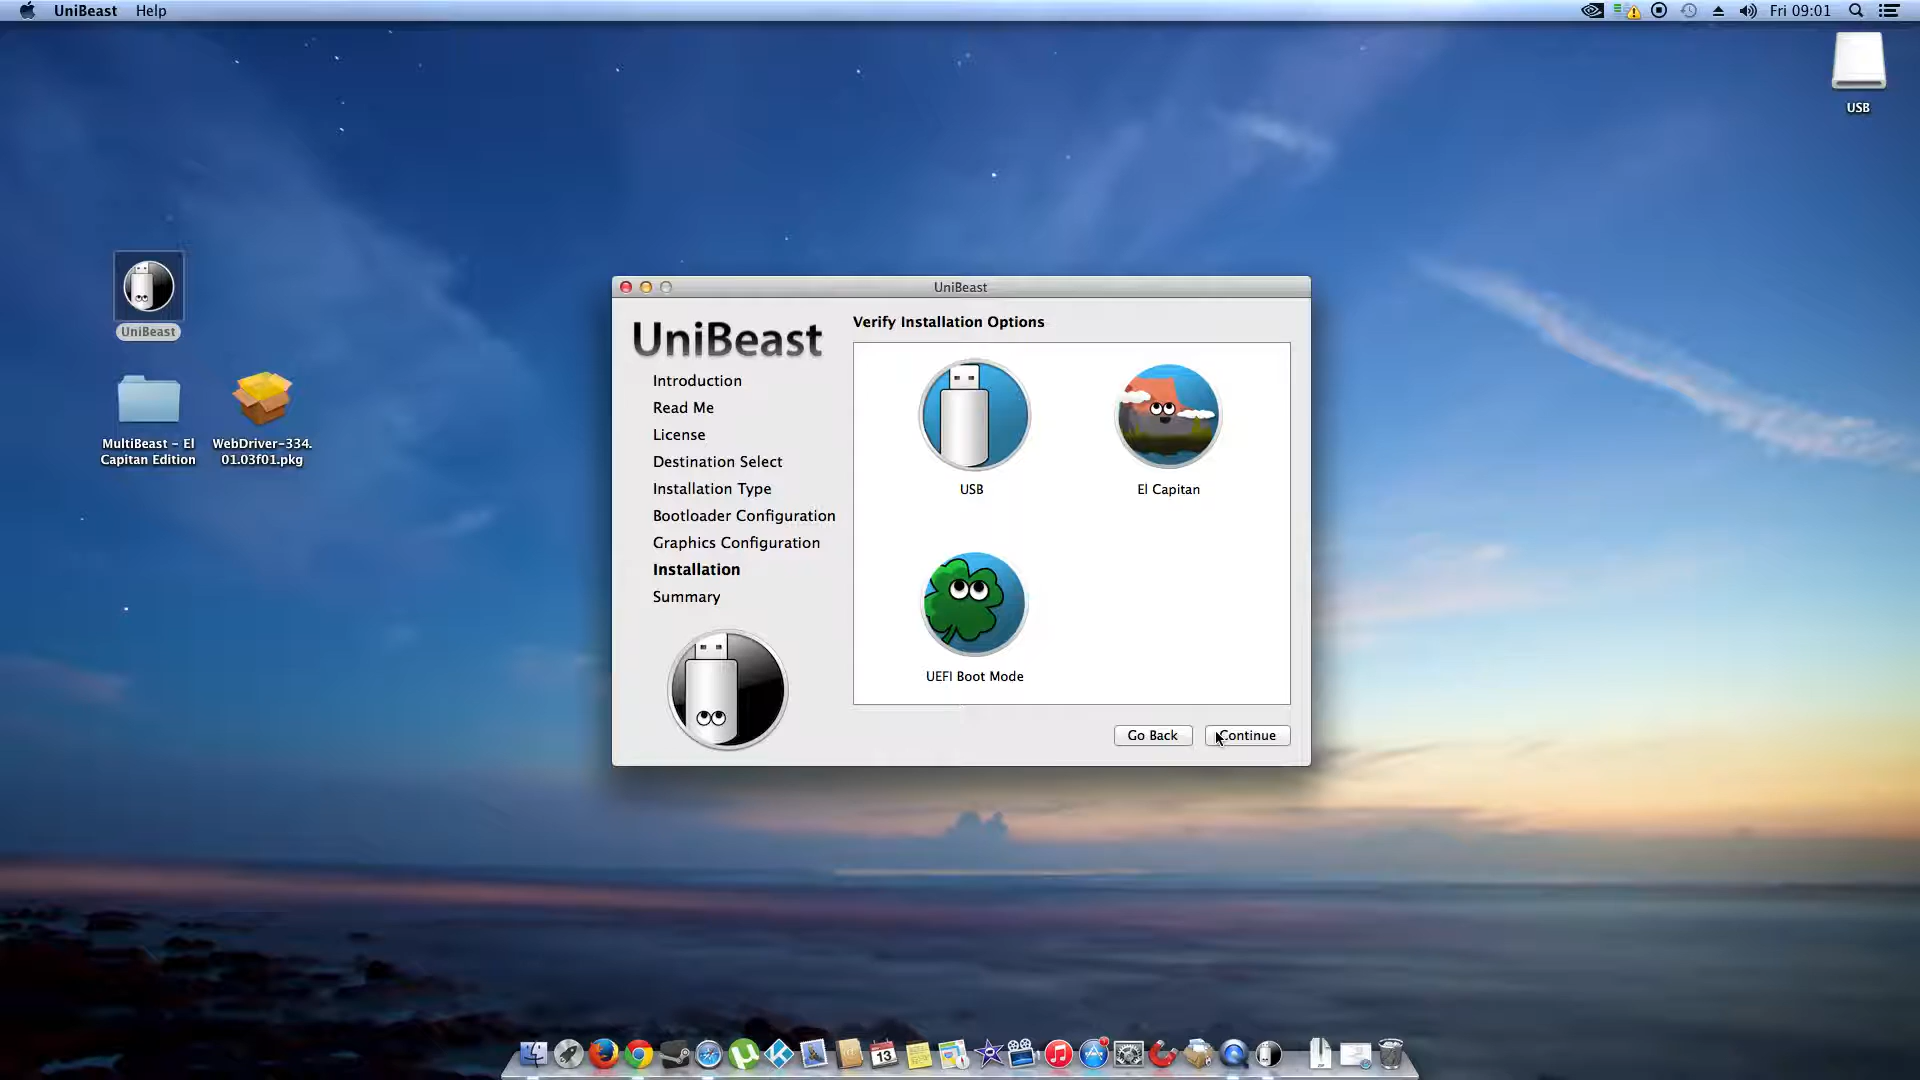 UniBeast Help
Fri 09:01
USB
UniBeast
MultiBeast - El
Capitan Edition
WebDriver-334.
01.03f01.pkg
UniBeast
UniBeast
Introduction
Read Me
License
Destination Select
Installation Type
Bootloader Configuration
Graphics Configuration
Installation
Summary
Verify Installation Options
USB
El Capitan
UEFI Boot Mode
Go Back
Continue
13